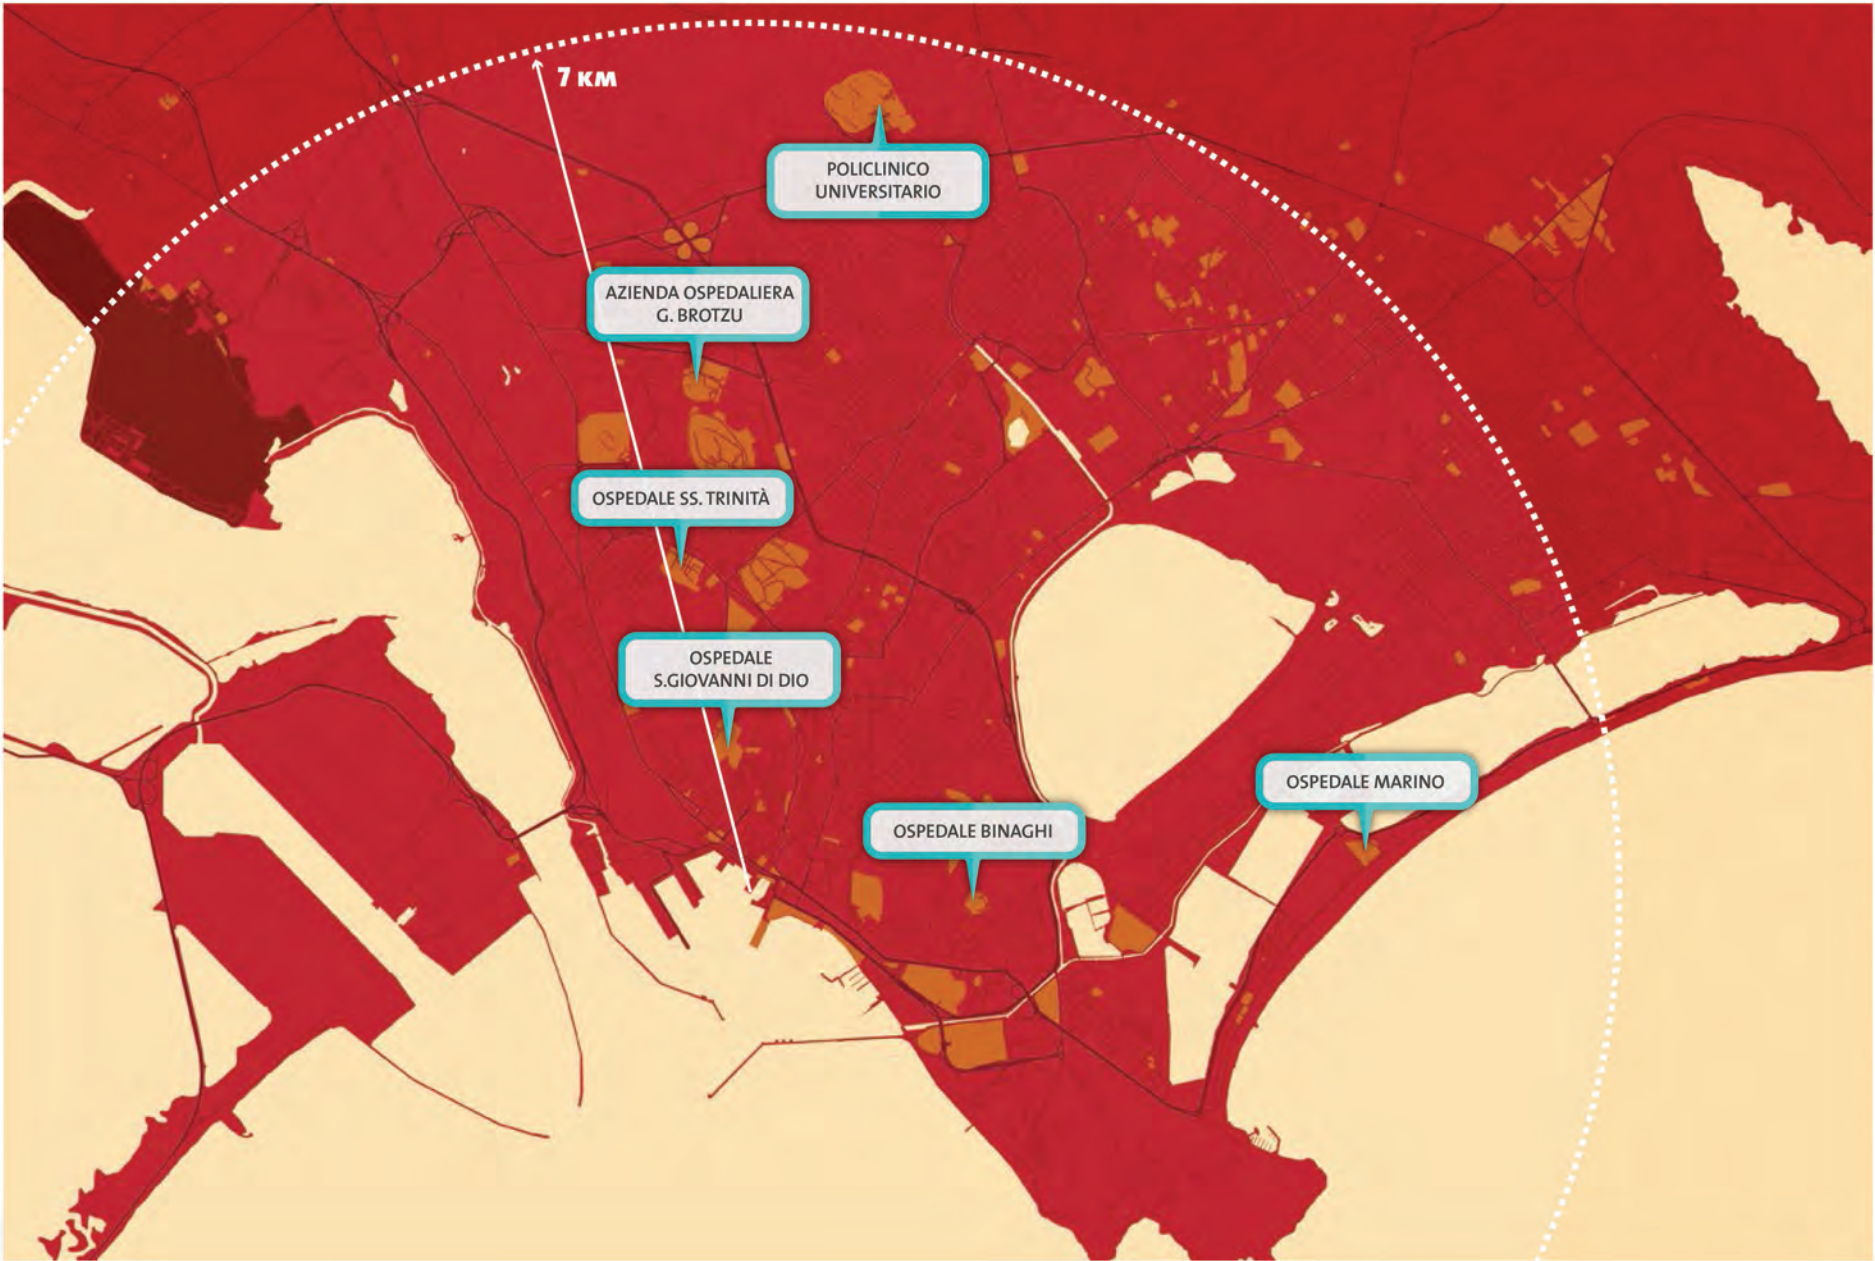 7 KM
POLICLINICO
UNIVERSITARIO
AZIENDA OSPEDALIERA
G. BROTZU
OSPEDALE SS. TRINITÀ
OSPEDALE
S.GIOVANNI DI DIO
OSPEDALE MARINO
OSPEDALE BINAGHI